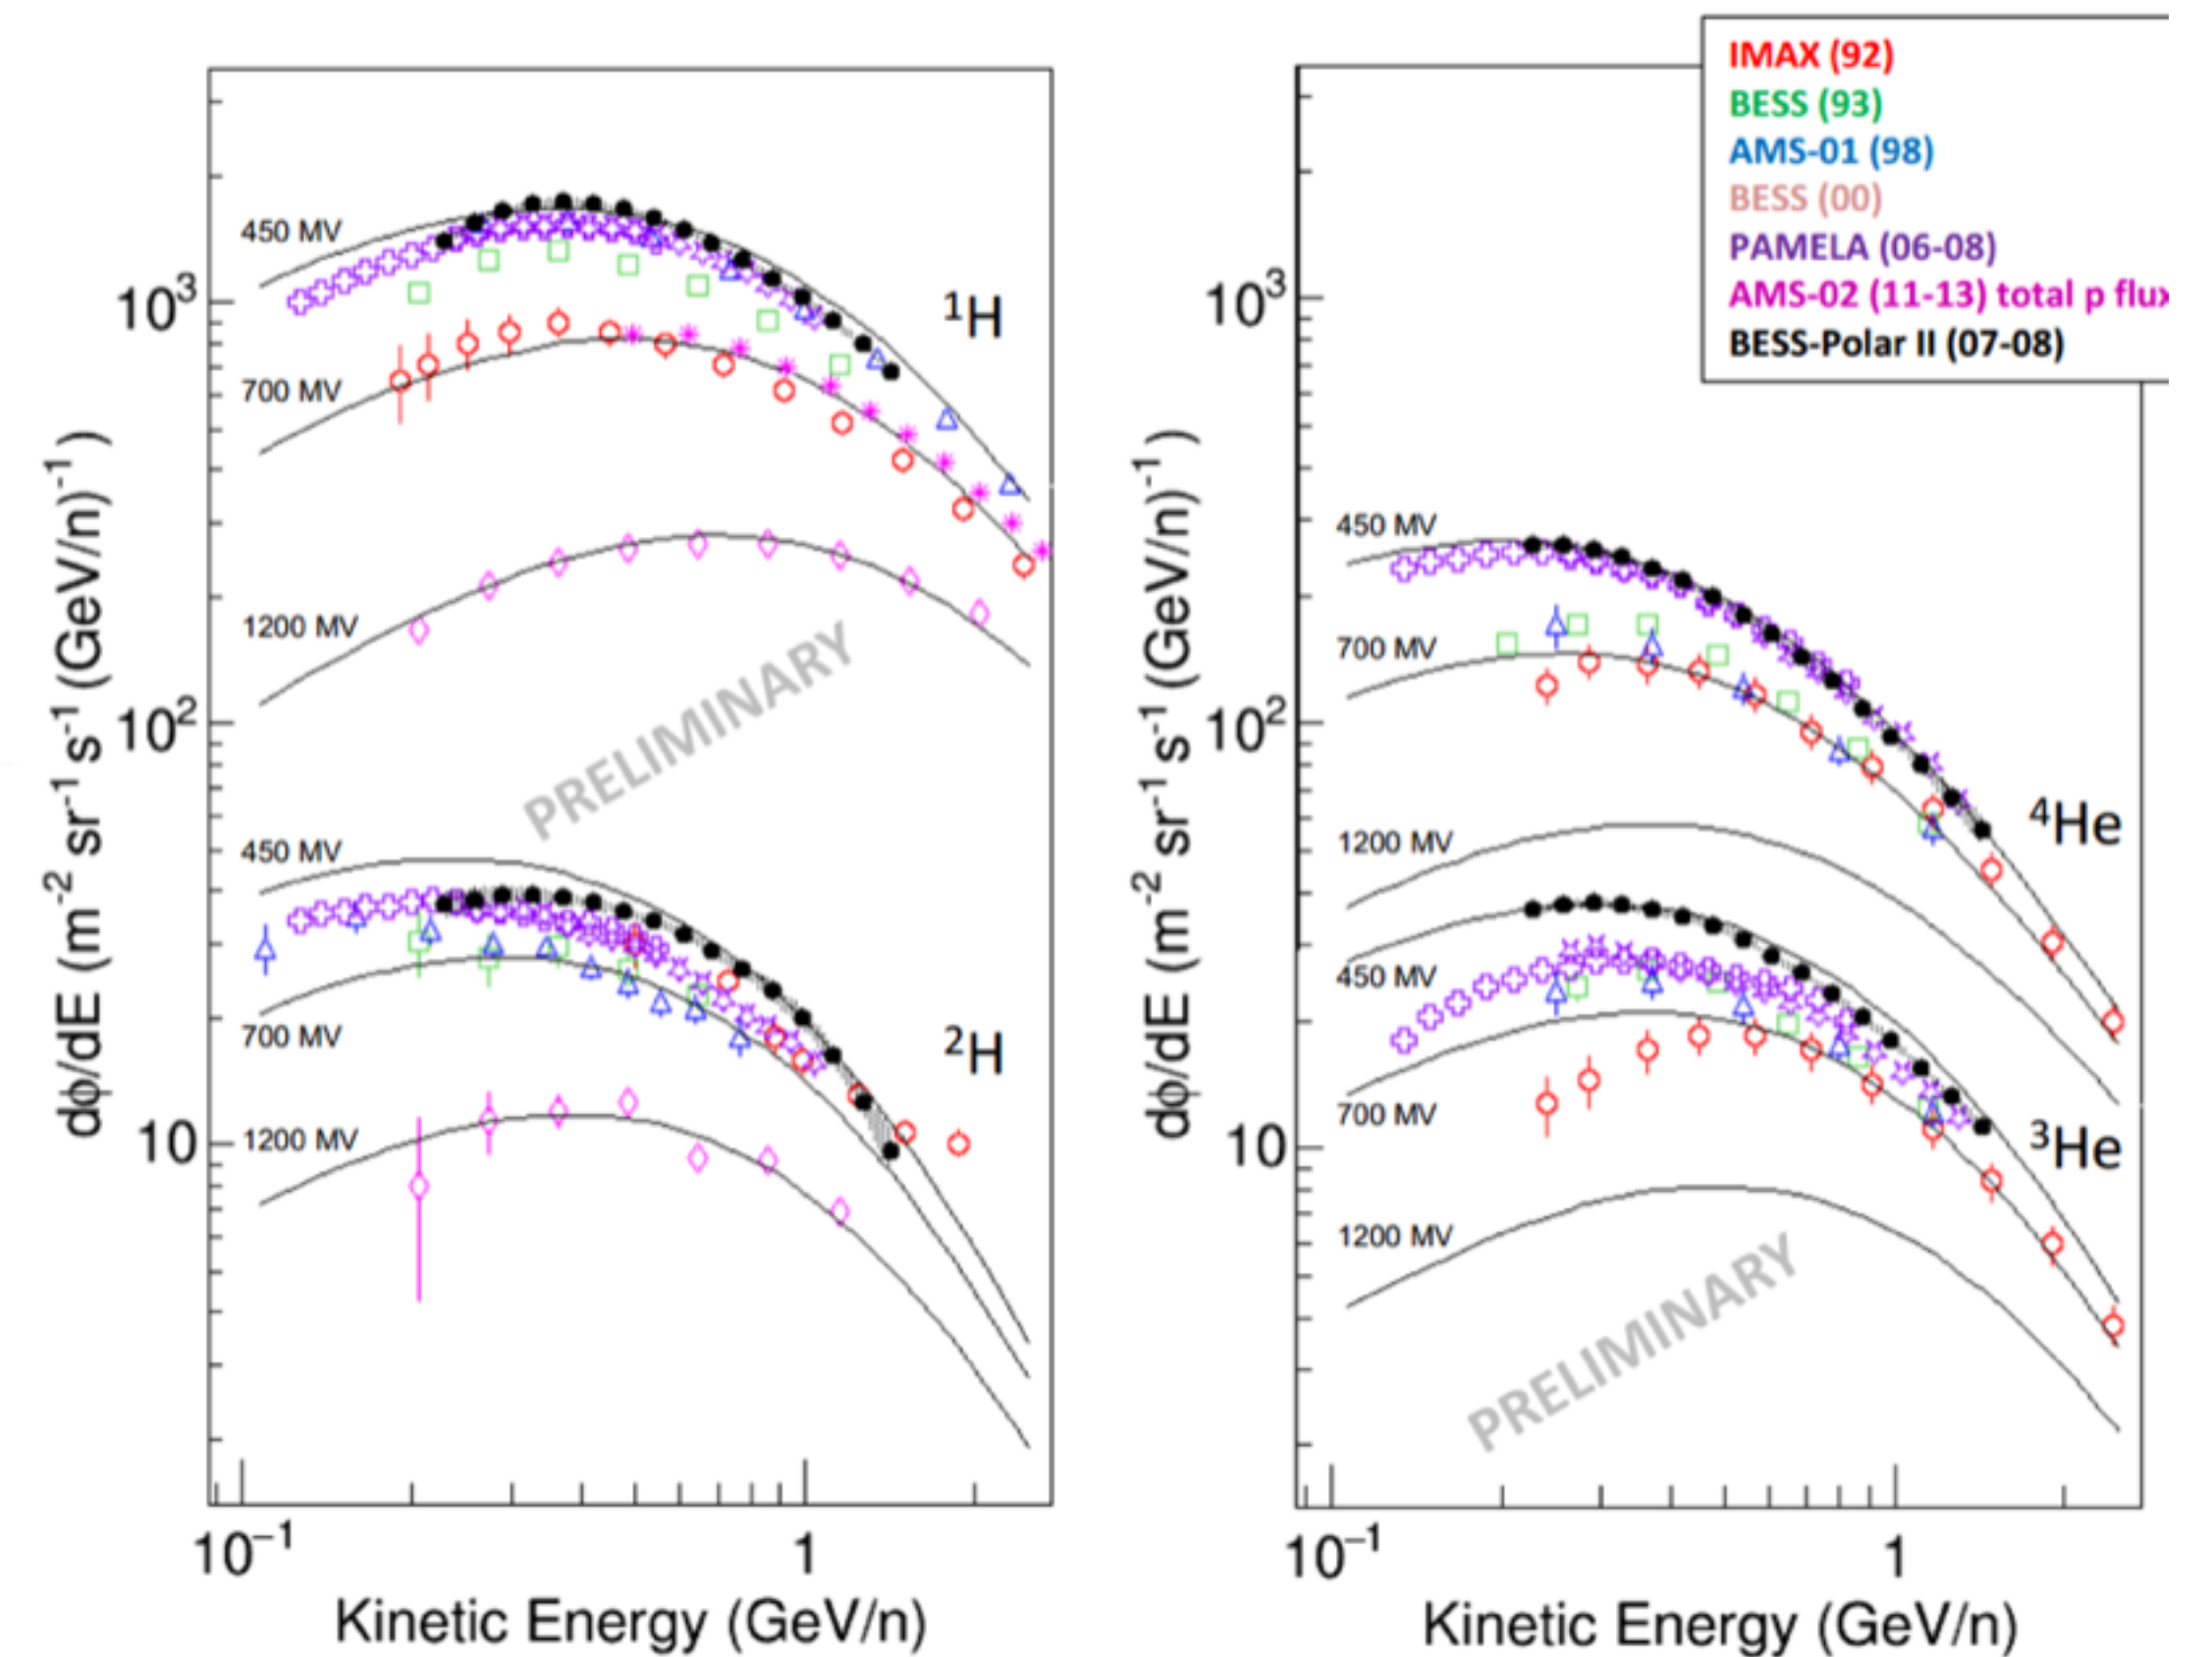 IMAX (92)
BESS (93)
AMS-01 (98)
BESS (00)
PAMELA (06-08)
AMS-02 (11-13) total p flux
BESS-Polar II (07-08)
dϕ/dE (m⁻² sr⁻¹ s⁻¹ (GeV/n)⁻¹)
10³
10²
10
450 MV
700 MV
1200 MV
¹H
PRELIMINARY
450 MV
700 MV
1200 MV
²H
10⁻¹
1
Kinetic Energy (GeV/n)
dϕ/dE (m⁻² sr⁻¹ s⁻¹ (GeV/n)⁻¹)
10³
10²
10
450 MV
700 MV
1200 MV
⁴He
450 MV
700 MV
1200 MV
³He
PRELIMINARY
10⁻¹
1
Kinetic Energy (GeV/n)